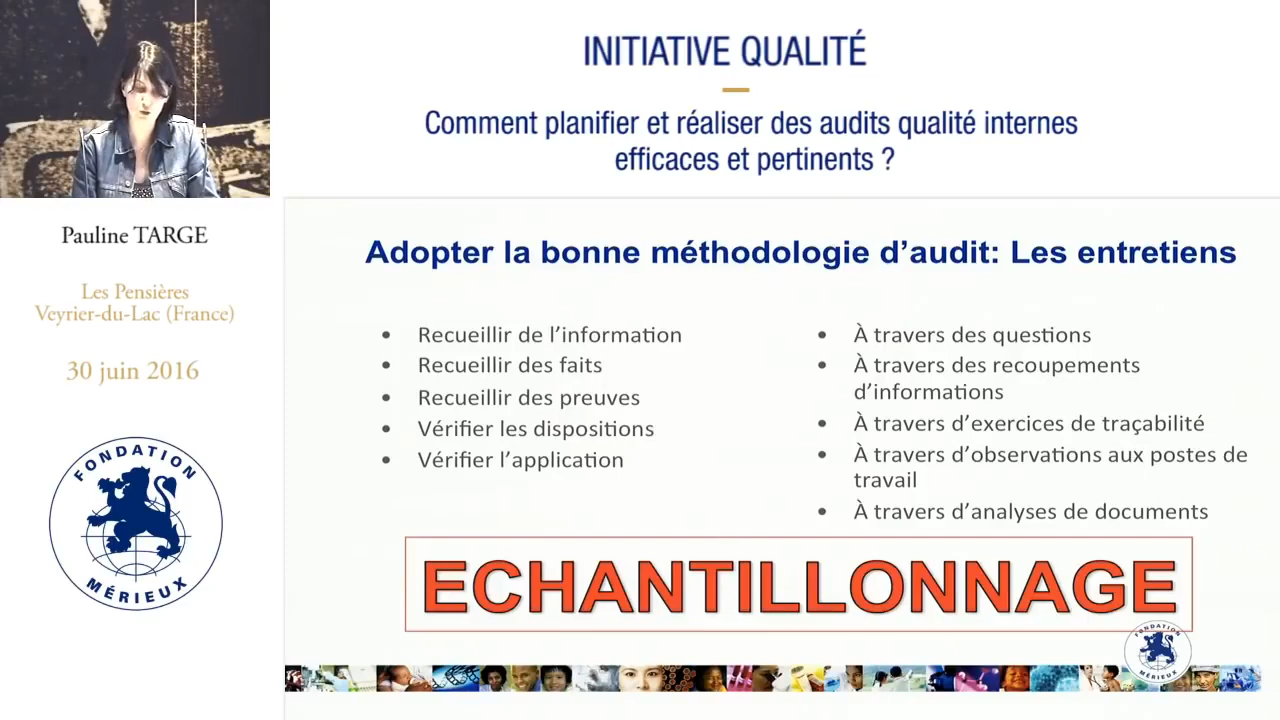 INITIATIVE QUALITÉ
Comment planifier et réaliser des audits qualité internes
efficaces et pertinents ?
Pauline TARGE
Les Pensières
Veyrier-du-Lac (France)
30 juin 2016
FONDATION
MÉRIEUX
Adopter la bonne méthodologie d’audit: Les entretiens
• Recueillir de l’information
• Recueillir des faits
• Recueillir des preuves
• Vérifier les dispositions
• Vérifier l’application
• À travers des questions
• À travers des recoupements
d’informations
• À travers d’exercices de traçabilité
• À travers d’observations aux postes de
travail
• À travers d’analyses de documents
ECHANTILLONNAGE
FONDATION
MÉRIEUX